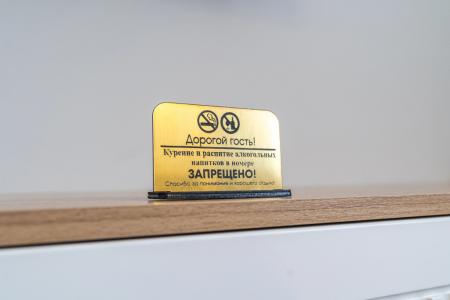 Дорогой гость!
Курение и распитие алкогольных
напитков в номере
ЗАПРЕЩЕНО!
Спасибо за понимание и хорошего отдыха!